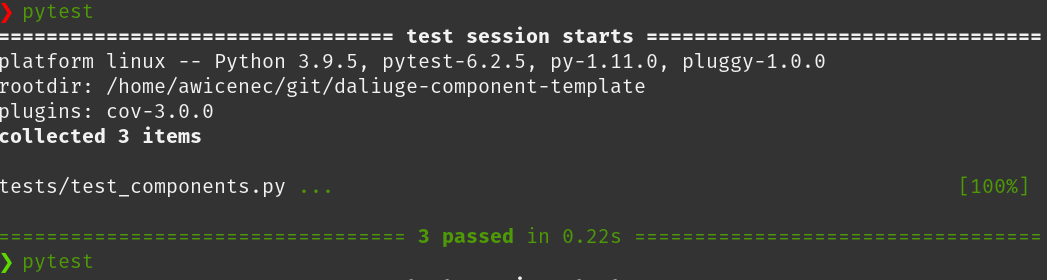 ❯ pytest
================================= test session starts =================================
platform linux -- Python 3.9.5, pytest-6.2.5, py-1.11.0, pluggy-1.0.0
rootdir: /home/awicenec/git/daliuge-component-template
plugins: cov-3.0.0
collected 3 items
tests/test_components.py ... [100%]
================================== 3 passed in 0.22s ==================================
❯ pytest